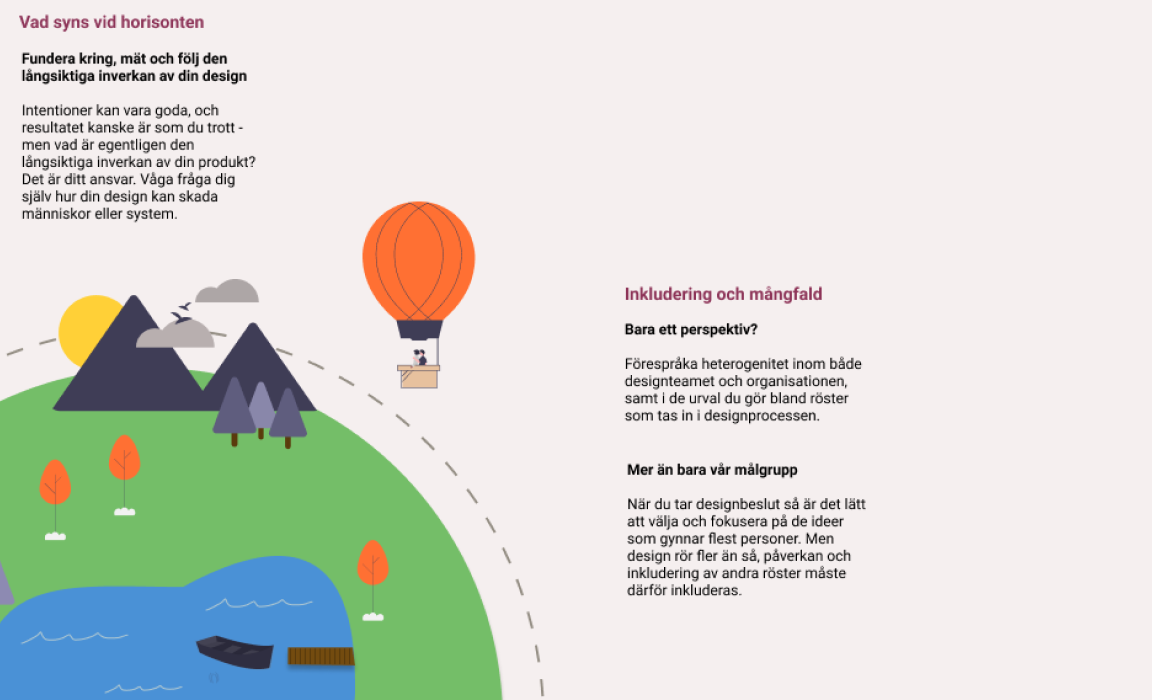 Vad syns vid horisonten
Fundera kring, mät och följ den
långsiktiga inverkan av din design
Intentioner kan vara goda, och
resultatet kanske är som du trott -
men vad är egentligen den
långsiktiga inverkan av din produkt?
Det är ditt ansvar. Våga fråga dig
själv hur din design kan skada
människor eller system.
Inkludering och mångfald
Bara ett perspektiv?
Förespråka heterogenitet inom både
designteamet och organisationen,
samt i de urval du gör bland röster
som tas in i designprocessen.
Mer än bara vår målgrupp
När du tar designbeslut så är det lätt
att välja och fokusera på de ideer
som gynnar flest personer. Men
design rör fler än så, påverkan och
inkludering av andra röster måste
därför inkluderas.